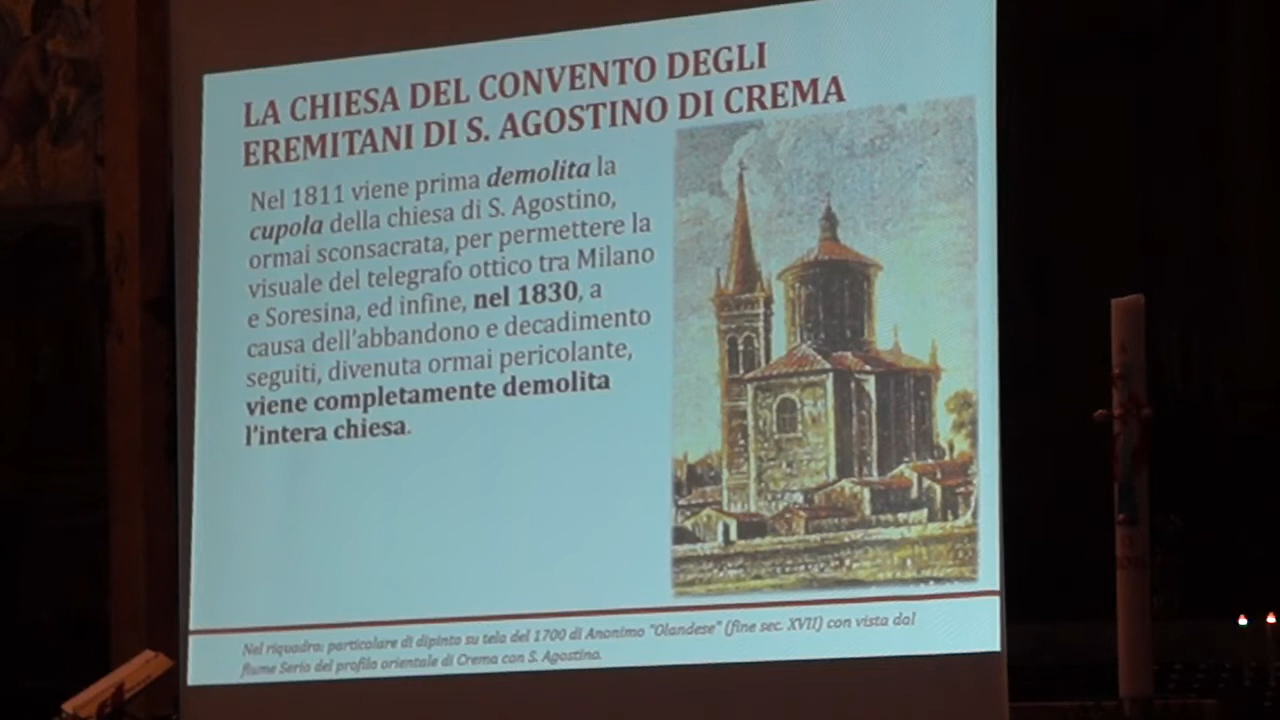 LA CHIESA DEL CONVENTO DEGLI
EREMITANI DI S. AGOSTINO DI CREMA
Nel 1811 viene prima demolita la
cupola della chiesa di S. Agostino,
ormai sconsacrata, per permettere la
visuale del telegrafo ottico tra Milano
e Soresina, ed infine, nel 1830, a
causa dell'abbandono e decadimento
seguiti, divenuta ormai pericolante,
viene completamente demolita
l'intera chiesa.
Nel riquadro: particolare di dipinto su tela del 1700 di Anonimo "Olandese" (fine sec. XVII) con vista dal
fiume Serio del profilo orientale di Crema con S. Agostino.